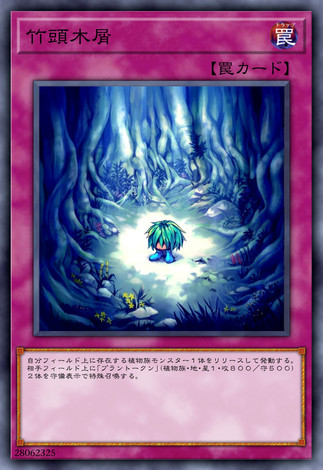 竹頭木屑
トラップ
罠
【罠カード】
自分フィールド上に存在する植物族モンスター１体をリリースして発動する。
相手フィールド上に「プラントークン」(植物族・地・星１・攻８００／守５００)
２体を守備表示で特殊召喚する。
28062325